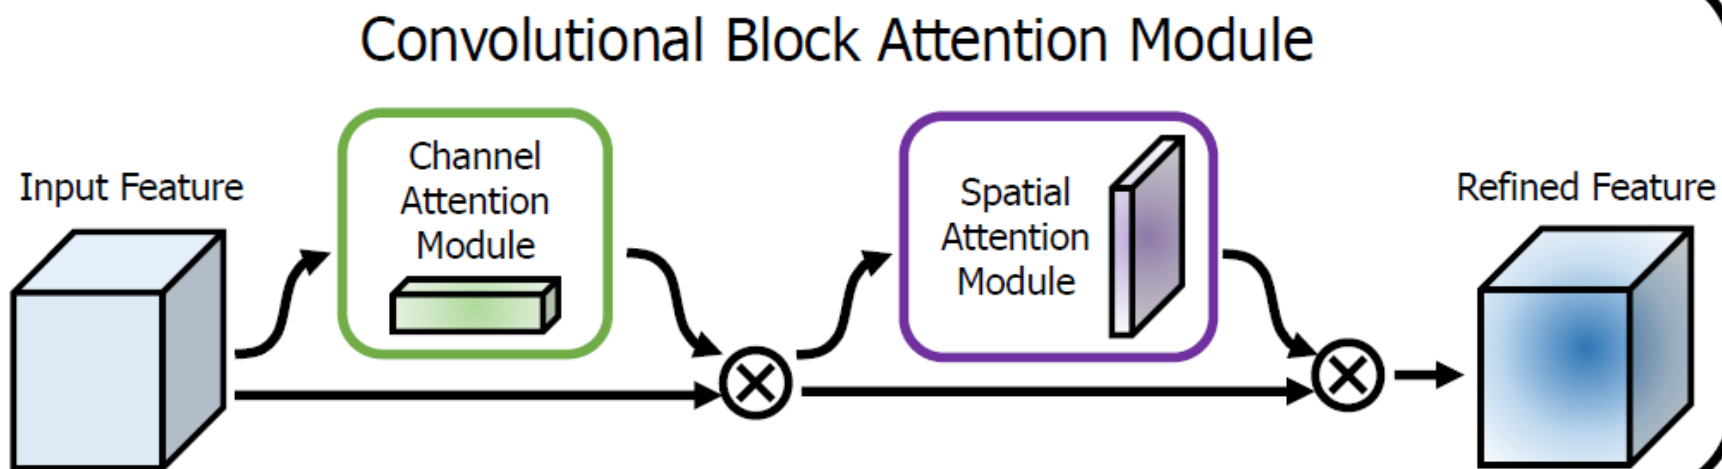 Convolutional Block Attention Module
Input Feature
Channel
Attention
Module
Spatial
Attention
Module
Refined Feature